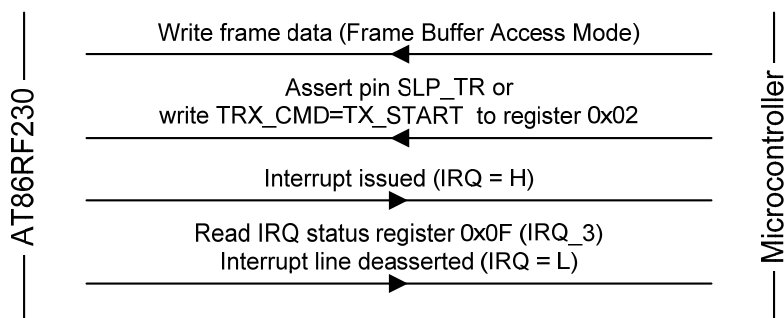 Write frame data (Frame Buffer Access Mode)
Assert pin SLP_TR or
write TRX_CMD=TX_START to register 0x02
Interrupt issued (IRQ = H)
Read IRQ status register 0x0F (IRQ_3)
Interrupt line deasserted (IRQ = L)
AT86RF230
Microcontroller